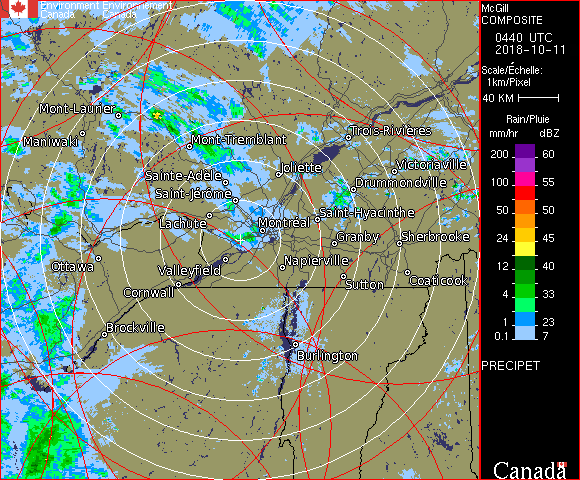 Environment Environnement
Canada Canada
McGill
COMPOSITE
0440 UTC
2018-10-11
Scale/Échelle:
1km/Pixel
40 KM
Rain/Pluie
mm/hr dBZ
200 60
100 55
50 50
24 45
12 40
4 33
1 23
0.1 7
PRECIPET
Canada
Mont-Laurier
Maniwaki
Mont-Tremblant
Trois-Rivières
Joliette
Victoriaville
Sainte-Adèle
Drummondville
Saint-Jérôme
Saint-Hyacinthe
Lachute
Montréal
Granby
Sherbrooke
Ottawa
Valleyfield
Napierville
Cornwall
Sutton
Coaticook
Brockville
Burlington